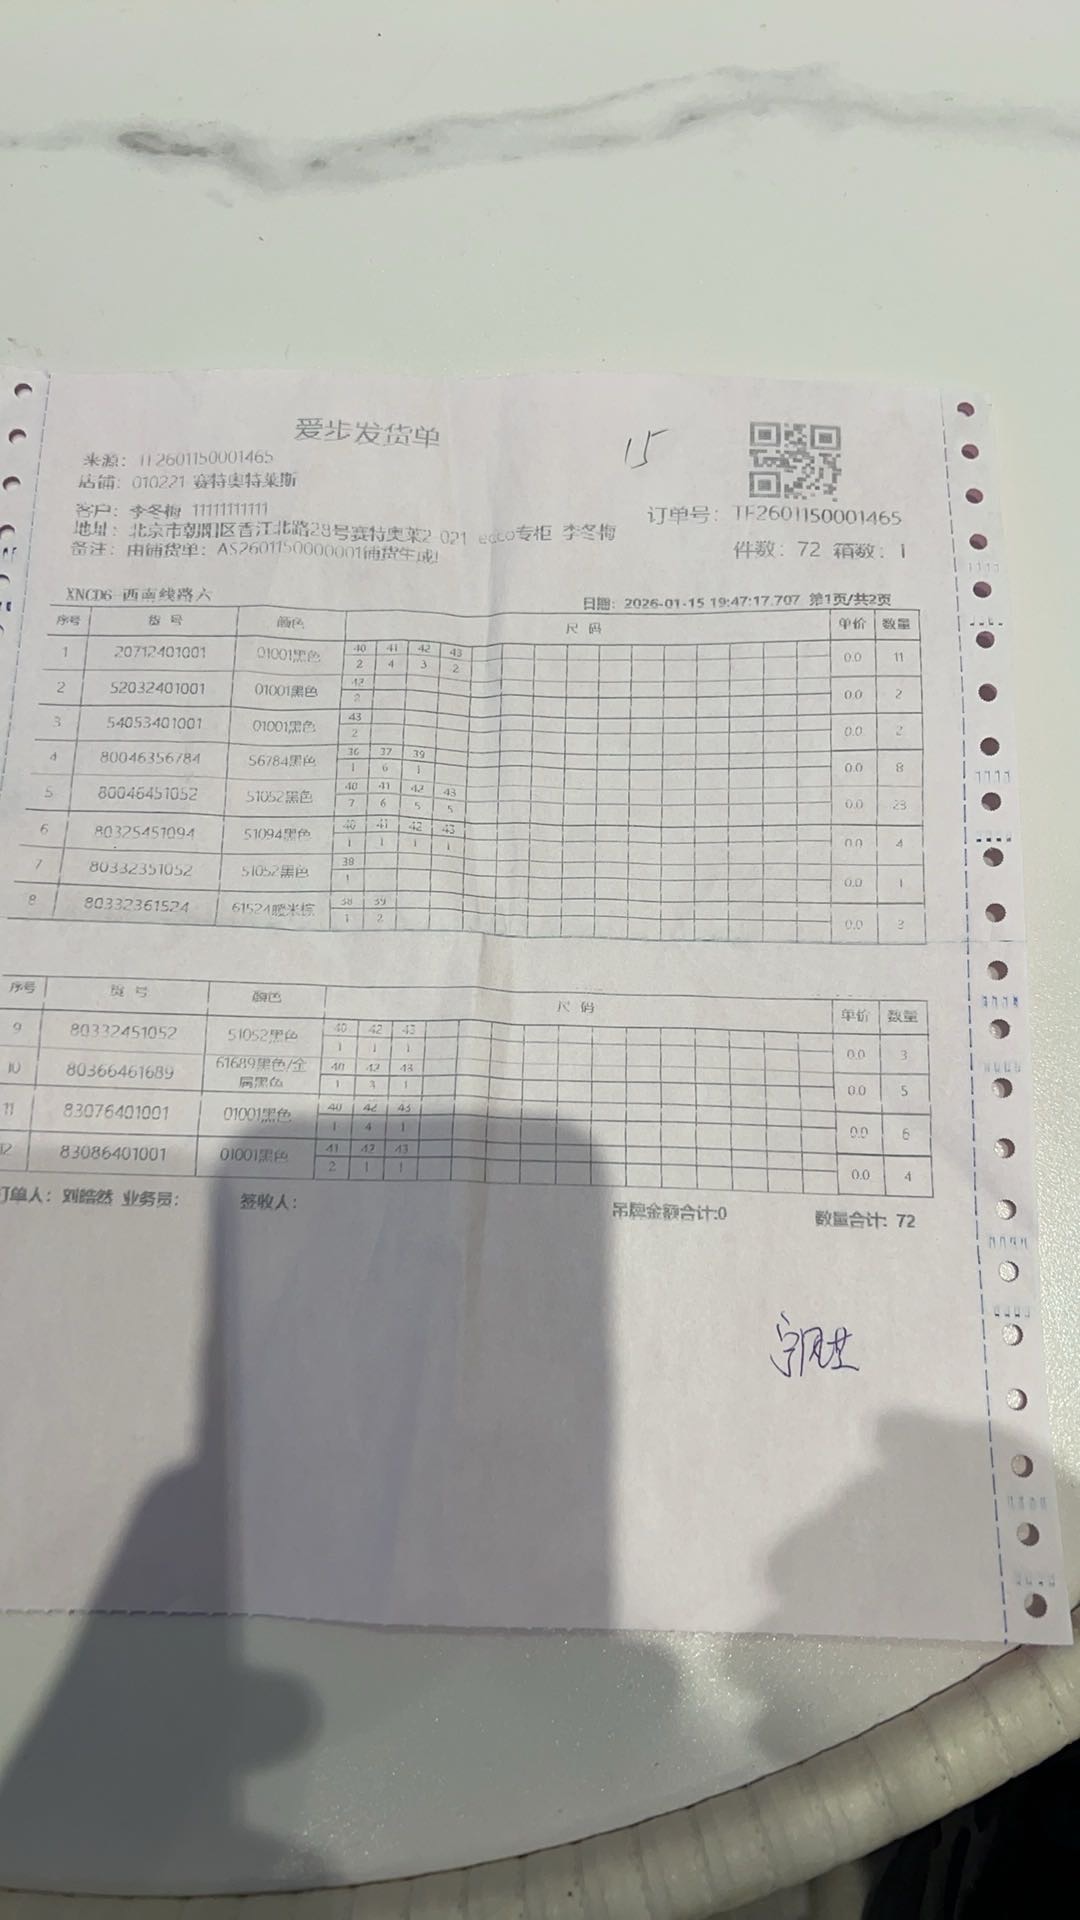 爱步发货单
15
来源：TF2601150001465
店铺：010221 赛特奥特莱斯
客户：李冬梅 11111111111
订单号：TF2601150001465
地址：北京市朝阳区香江北路28号赛特奥莱2-021 ecco专柜 李冬梅
备注：由铺货单：AS2601150000001铺货生成!
件数：72 箱数：1
XNCD6-西南线路六
日期：2026-01-15 19:47:17.707 第1页/共2页
序号 货 号 颜色 尺 码 单价 数量
40 41 42 43
1 20712401001 01001黑色 0.0 11
2 4 3 2
42
2 52032401001 01001黑色 0.0 2
2
43
3 54053401001 01001黑色 0.0 2
2
36 37 39
4 80046356784 56784黑色 0.0 8
1 6 1
40 41 42 43
5 80046451052 51052黑色 0.0 23
7 6 5 5
40 41 42 43
6 80325451094 51094黑色 0.0 4
1 1 1 1
38
7 80332351052 51052黑色 0.0 1
1
38 39
8 80332361524 61524暖米棕 0.0 3
1 2
序号 货 号 颜色 尺 码 单价 数量
40 42 43
9 80332451052 51052黑色 0.0 3
1 1 1
40 42 43
10 80366461689 61689黑色/金属黑色 0.0 5
1 3 1
40 42 43
11 83076401001 01001黑色 0.0 6
1 4 1
41 42 43
12 83086401001 01001黑色 0.0 4
2 1 1
订单人：刘皓然 业务员： 签收人： 吊牌金额合计:0 数量合计: 72